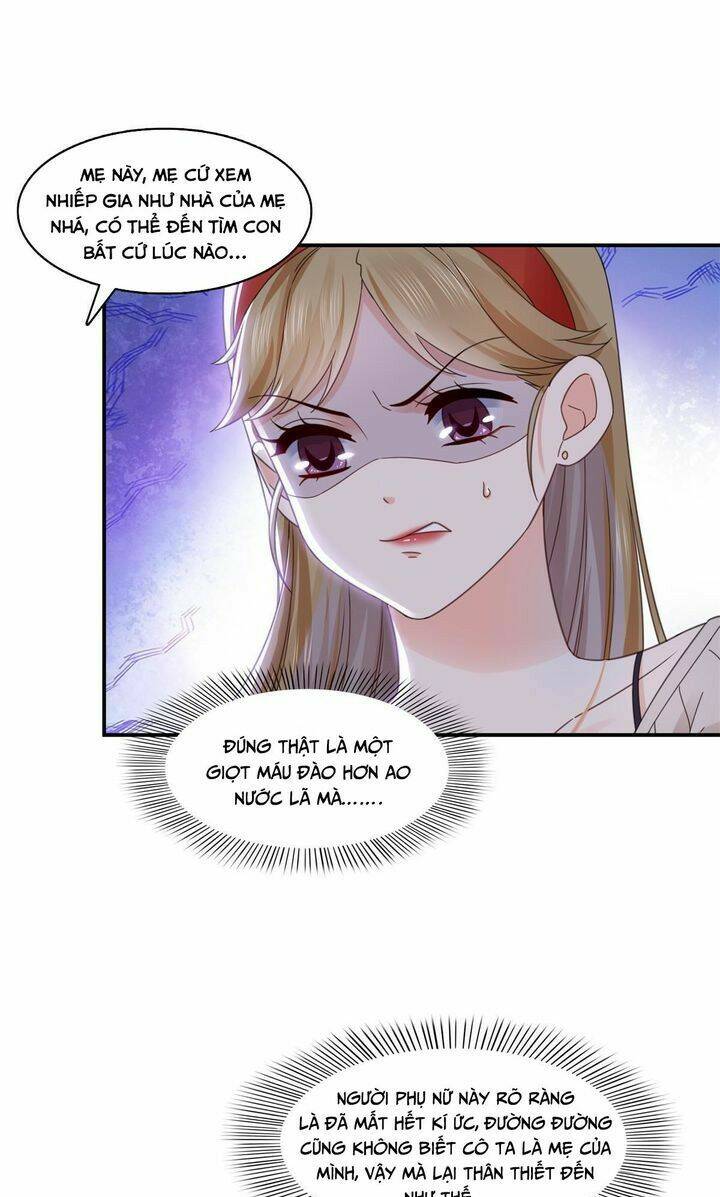 MẸ NÀY, MẸ CỨ XEM
NHIẾP GIA NHƯ NHÀ CỦA MẸ
NHÁ, CÓ THỂ ĐẾN TÌM CON
BẤT CỨ LÚC NÀO...
ĐÚNG THẬT LÀ MỘT
GIỌT MÁU ĐÀO HƠN AO
NƯỚC LÃ MÀ.......
NGƯỜI PHỤ NỮ NÀY RÕ RÀNG
LÀ ĐÃ MẤT HẾT KÍ ỨC, ĐƯỜNG ĐƯỜNG
CŨNG KHÔNG BIẾT CÔ TA LÀ MẸ CỦA
MÌNH, VẬY MÀ LẠI THÂN THIẾT ĐẾN
NHƯ THẾ